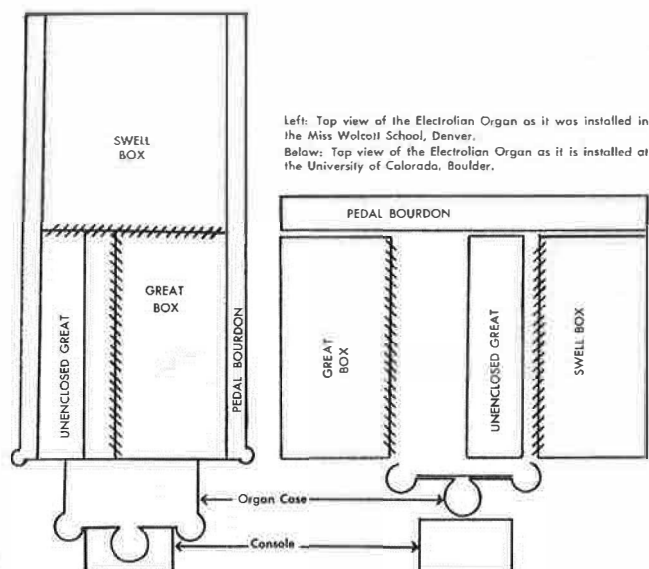 Left: Top view of the Electrolian Organ as it was installed in
the Miss Wolcott School, Denver.
Below: Top view of the Electrolian Organ as it is installed at
the University of Colorado, Boulder.
SWELL
BOX
GREAT
BOX
UNENCLOSED GREAT
PEDAL BOURDON
PEDAL BOURDON
GREAT
BOX
UNENCLOSED GREAT
SWELL BOX
Organ Case
Console